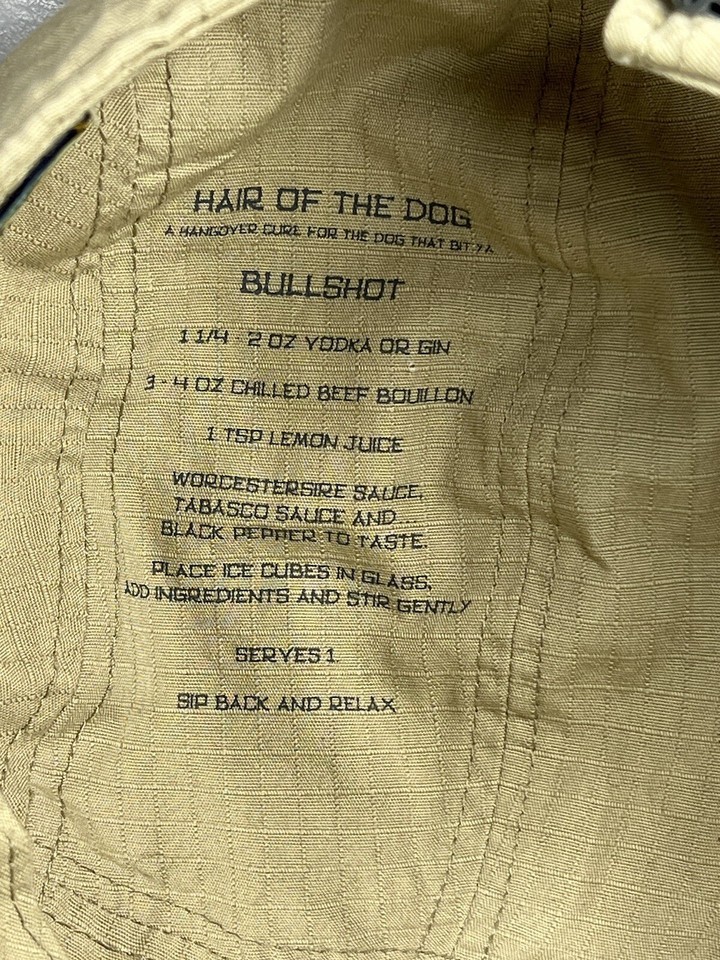 HAIR OF THE DOG
A HANGOVER CURE FOR THE DOG THAT BIT YA
BULLSHOT
1 1/4 - 2 OZ VODKA OR GIN
3 - 4 OZ CHILLED BEEF BOUILLON
1 TSP LEMON JUICE
WORCESTERSIRE SAUCE,
TABASCO SAUCE AND...
BLACK PEPPER TO TASTE.
PLACE ICE CUBES IN GLASS,
ADD INGREDIENTS AND STIR GENTLY
SERVES 1
SIP BACK AND RELAX